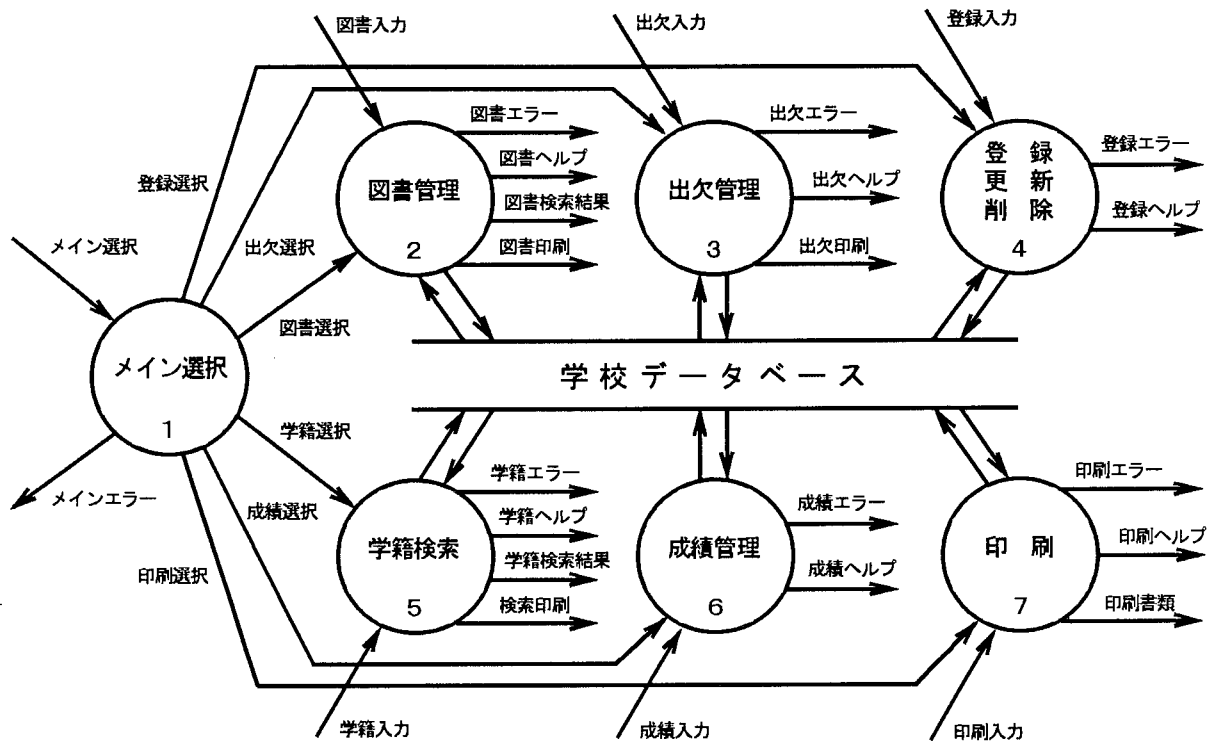 図書入力
出欠入力
登録入力
図書エラー
図書ヘルプ
図書検索結果
図書印刷
出欠エラー
出欠ヘルプ
出欠印刷
登録エラー
登録ヘルプ
図書管理
2
出欠管理
3
登 録
更 新
削 除
4
登録選択
出欠選択
図書選択
メイン選択
メイン選択
1
メインエラー
学校データベース
学籍選択
成績選択
印刷選択
学籍エラー
学籍ヘルプ
学籍検索結果
検索印刷
学籍検索
5
成績エラー
成績ヘルプ
成績管理
6
印刷エラー
印刷ヘルプ
印刷書類
印 刷
7
学籍入力
成績入力
印刷入力